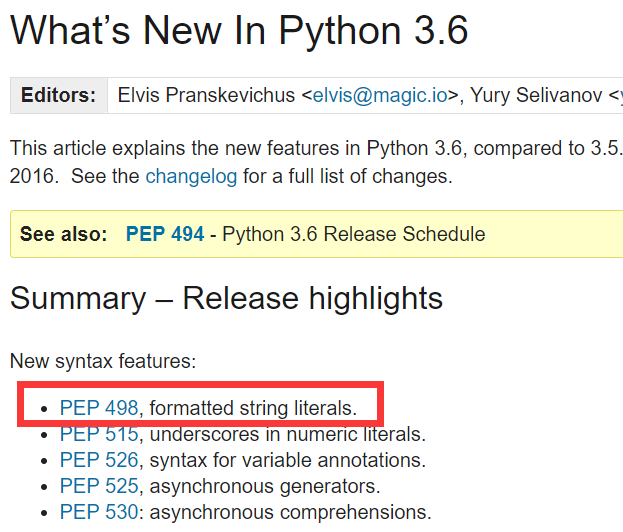 What’s New In Python 3.6
Editors: Elvis Pranskevichus <elvis@magic.io>, Yury Selivanov <
This article explains the new features in Python 3.6, compared to 3.5.
2016. See the changelog for a full list of changes.
See also: PEP 494 - Python 3.6 Release Schedule
Summary – Release highlights
New syntax features:
• PEP 498, formatted string literals.
• PEP 515, underscores in numeric literals.
• PEP 526, syntax for variable annotations.
• PEP 525, asynchronous generators.
• PEP 530: asynchronous comprehensions.